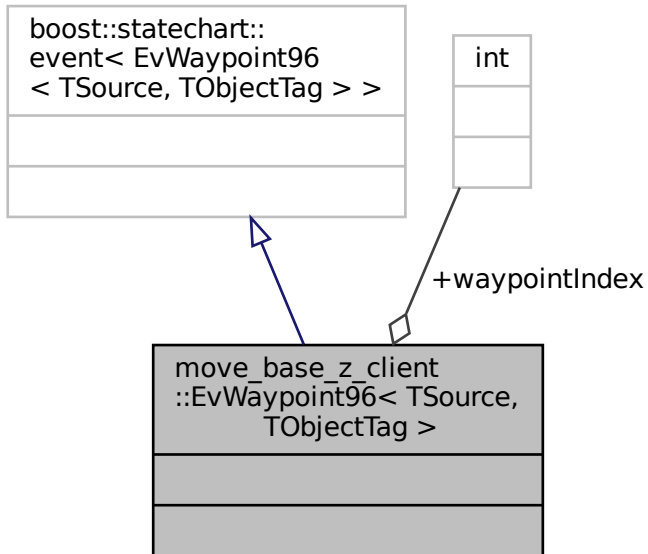 boost::statechart::
event< EvWaypoint96
< TSource, TObjectTag > >
int
+waypointIndex
move_base_z_client
::EvWaypoint96< TSource,
TObjectTag >